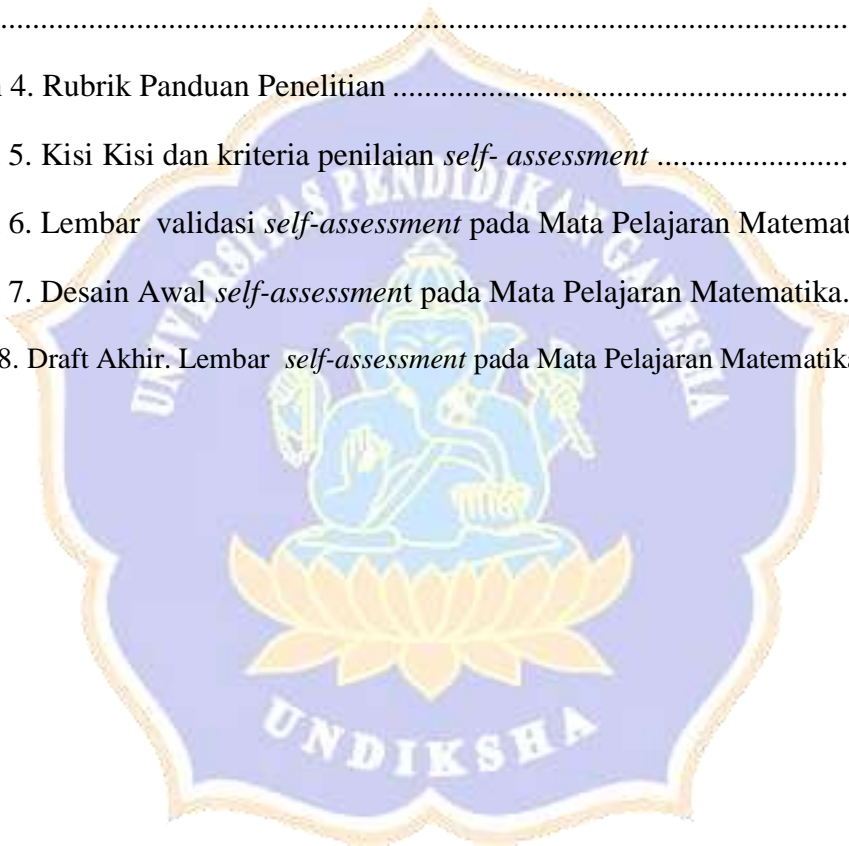 ....................................................................................................
n 4. Rubrik Panduan Penelitian ......................................................
5. Kisi Kisi dan kriteria penilaian self- assessment .......................
6. Lembar validasi self-assessment pada Mata Pelajaran Matemat
7. Desain Awal self-assessment pada Mata Pelajaran Matematika.
8. Draft Akhir. Lembar self-assessment pada Mata Pelajaran Matematika
UNIVERSITAS PENDIDIKAN GANESHA
UNDIKSHA